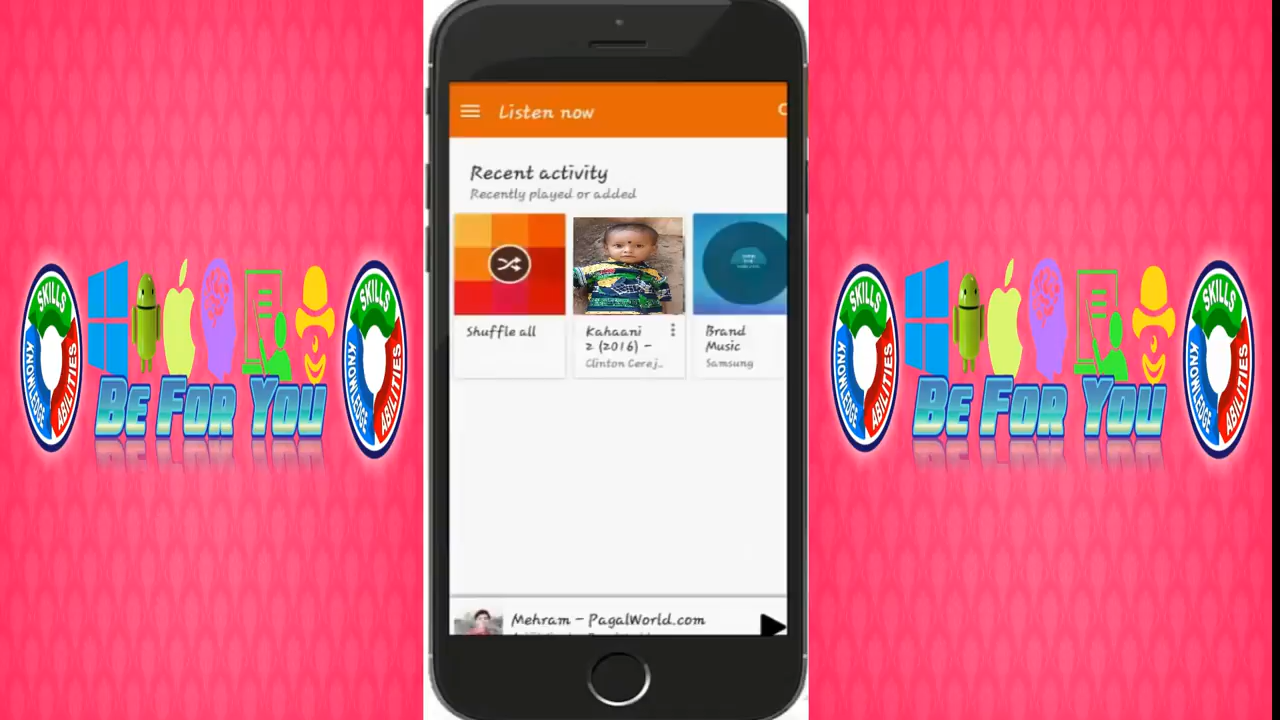 Listen now
Recent activity
Recently played or added
Shuffle all
Kahaani
2 (2016) –
Clinton Cerej..
Brand
Music
Samsung
Mehram – PagalWorld.com
SKILLS
KNOWLEDGE
ABILITIES
BE FOR YOU
SKILLS
KNOWLEDGE
ABILITIES
SKILLS
KNOWLEDGE
ABILITIES
BE FOR YOU
SKILLS
KNOWLEDGE
ABILITIES